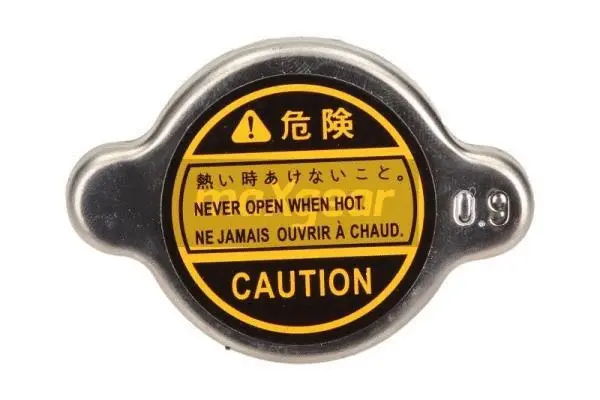 危険
熱い時あけないこと。
NEVER OPEN WHEN HOT.
NE JAMAIS OUVRIR À CHAUD.
CAUTION
0.9
maXgear